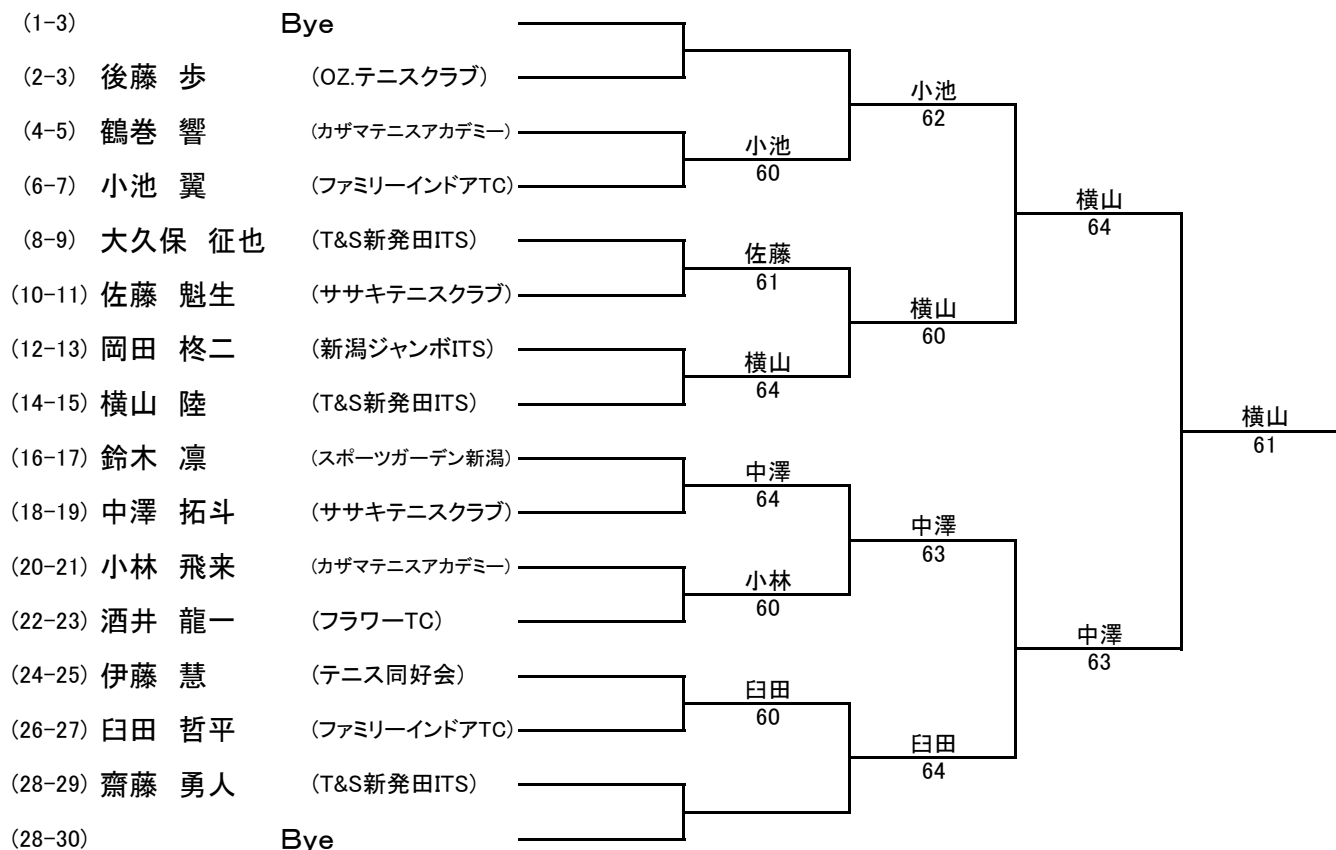 (1-3) Bye
(2-3) 後藤 歩 (OZ.テニスクラブ)
小池
62
(4-5) 鶴巻 響 (カザマテニスアカデミー)
小池
60
(6-7) 小池 翼 (ファミリーインドアTC)
横山
64
(8-9) 大久保 征也 (T&S新発田ITS)
佐藤
61
(10-11) 佐藤 魁生 (ササキテニスクラブ)
横山
60
(12-13) 岡田 柊二 (新潟ジャンボITS)
横山
64
(14-15) 横山 陸 (T&S新発田ITS)
横山
61
(16-17) 鈴木 凛 (スポーツガーデン新潟)
中澤
64
(18-19) 中澤 拓斗 (ササキテニスクラブ)
中澤
63
(20-21) 小林 飛来 (カザマテニスアカデミー)
小林
60
(22-23) 酒井 龍一 (フラワーTC)
中澤
63
(24-25) 伊藤 慧 (テニス同好会)
臼田
60
(26-27) 臼田 哲平 (ファミリーインドアTC)
臼田
64
(28-29) 齋藤 勇人 (T&S新発田ITS)
(28-30) Bye